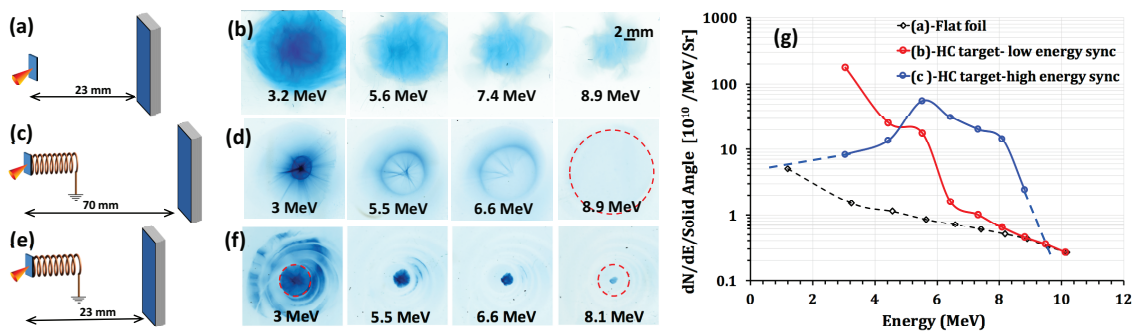 (a)
23 mm
(b)
2 mm
3.2 MeV
5.6 MeV
7.4 MeV
8.9 MeV
(c)
70 mm
(d)
3 MeV
5.5 MeV
6.6 MeV
8.9 MeV
(e)
23 mm
(f)
3 MeV
5.5 MeV
6.6 MeV
8.1 MeV
(g)
(a)-Flat foil
(b)-HC target- low energy sync
(c )-HC target-high energy sync
dN/dE/Solid Angle [10¹⁰ /MeV/Sr]
1000
100
10
1
0.1
0
2
4
6
8
10
12
Energy (MeV)